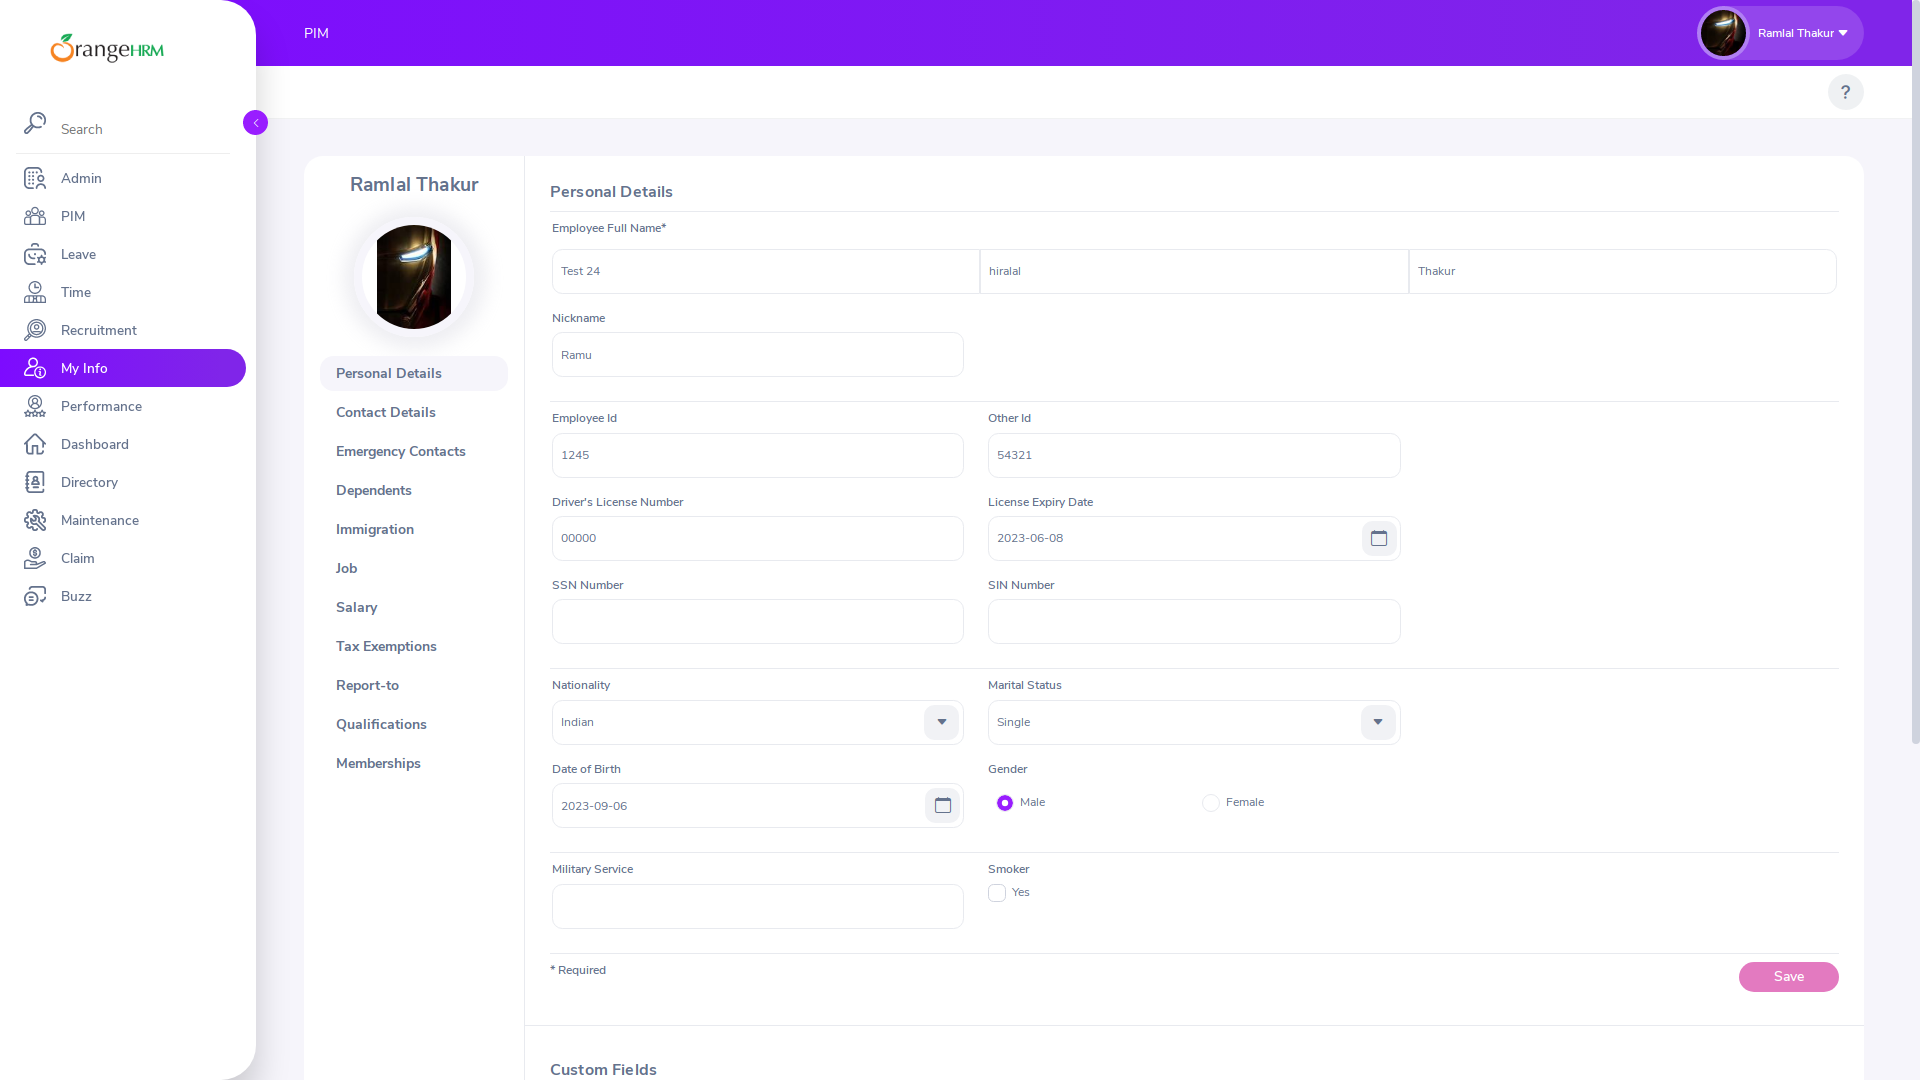 OrangeHRM
PIM
Ramlal Thakur
?
Search
Admin
PIM
Leave
Time
Recruitment
My Info
Performance
Dashboard
Directory
Maintenance
Claim
Buzz
Ramlal Thakur
Personal Details
Contact Details
Emergency Contacts
Dependents
Immigration
Job
Salary
Tax Exemptions
Report-to
Qualifications
Memberships
Personal Details
Employee Full Name*
Test 24 hiralal Thakur
Nickname
Ramu
Employee Id Other Id
1245 54321
Driver's License Number License Expiry Date
00000 2023-06-08
SSN Number SIN Number
Nationality Marital Status
Indian Single
Date of Birth Gender
2023-09-06 Male Female
Military Service Smoker
Yes
* Required
Save
Custom Fields